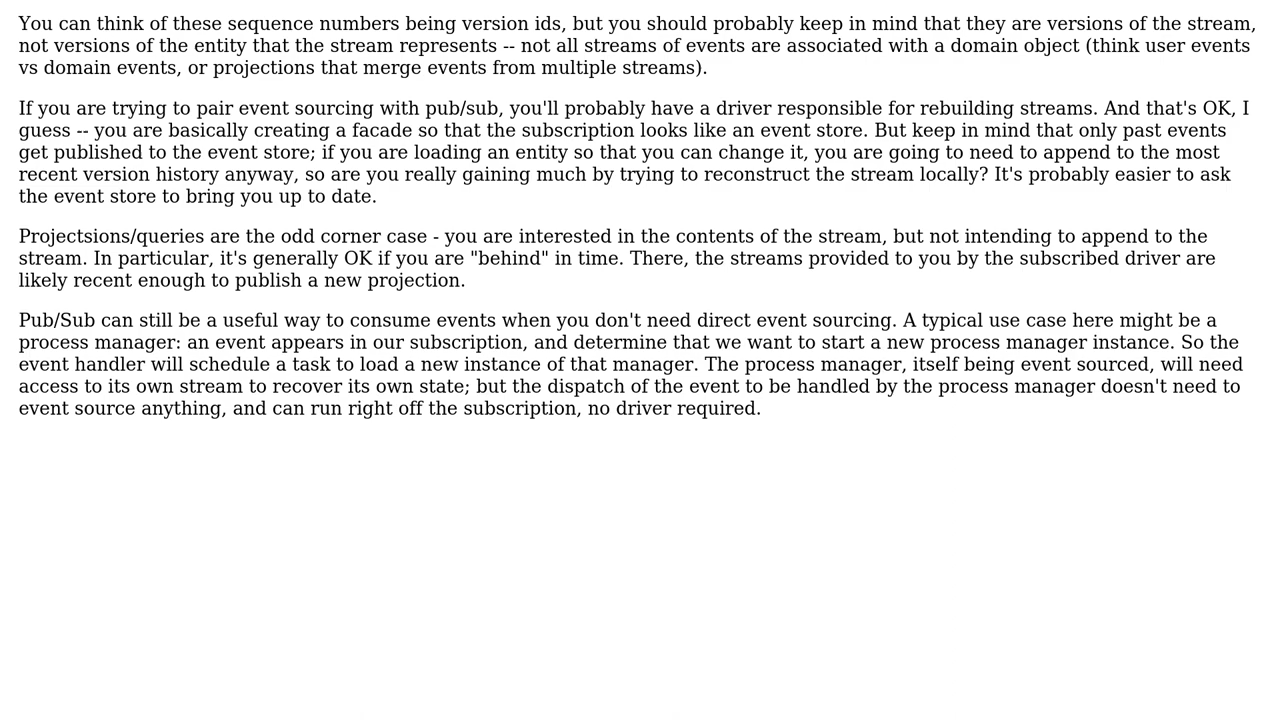 You can think of these sequence numbers being version ids, but you should probably keep in mind that they are versions of the stream,
not versions of the entity that the stream represents -- not all streams of events are associated with a domain object (think user events
vs domain events, or projections that merge events from multiple streams).
If you are trying to pair event sourcing with pub/sub, you'll probably have a driver responsible for rebuilding streams. And that's OK, I
guess -- you are basically creating a facade so that the subscription looks like an event store. But keep in mind that only past events
get published to the event store; if you are loading an entity so that you can change it, you are going to need to append to the most
recent version history anyway, so are you really gaining much by trying to reconstruct the stream locally? It's probably easier to ask
the event store to bring you up to date.
Projectsions/queries are the odd corner case - you are interested in the contents of the stream, but not intending to append to the
stream. In particular, it's generally OK if you are "behind" in time. There, the streams provided to you by the subscribed driver are
likely recent enough to publish a new projection.
Pub/Sub can still be a useful way to consume events when you don't need direct event sourcing. A typical use case here might be a
process manager: an event appears in our subscription, and determine that we want to start a new process manager instance. So the
event handler will schedule a task to load a new instance of that manager. The process manager, itself being event sourced, will need
access to its own stream to recover its own state; but the dispatch of the event to be handled by the process manager doesn't need to
event source anything, and can run right off the subscription, no driver required.